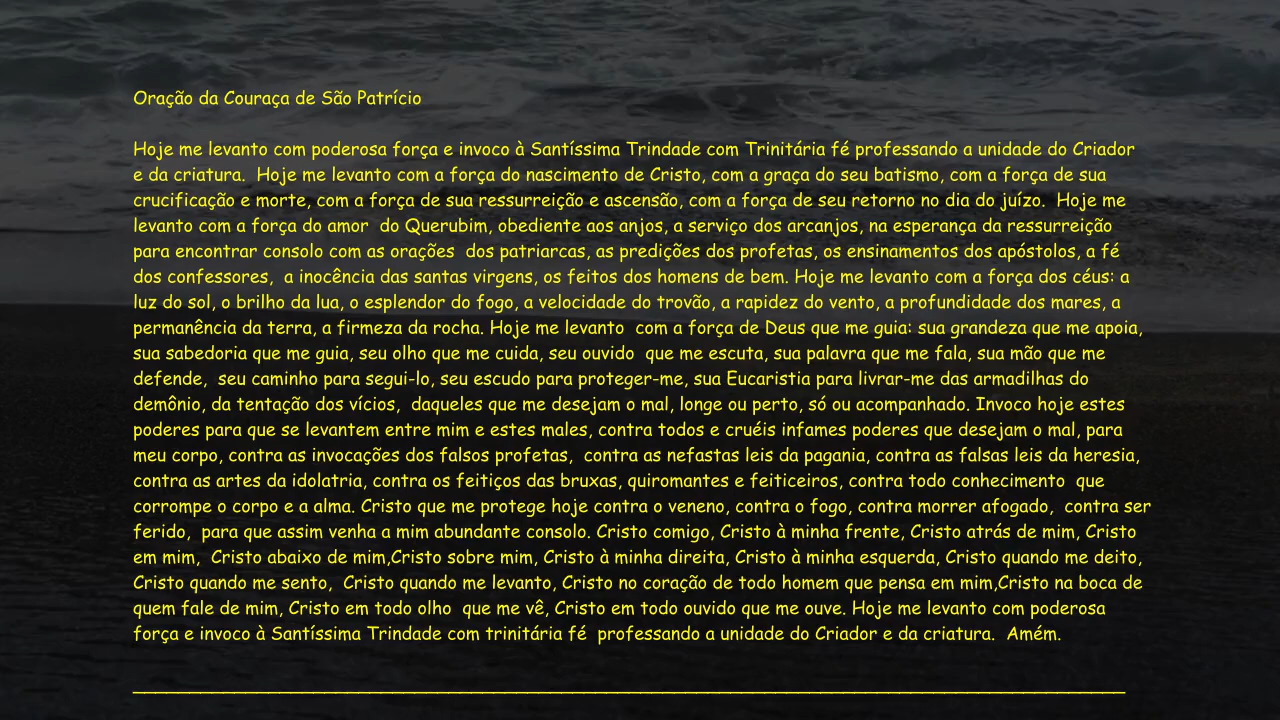 Oração da Couraça de São Patrício
Hoje me levanto com poderosa força e invoco à Santíssima Trindade com Trinitária fé professando a unidade do Criador
e da criatura.  Hoje me levanto com a força do nascimento de Cristo, com a graça do seu batismo, com a força de sua
crucificação e morte, com a força de sua ressurreição e ascensão, com a força de seu retorno no dia do juízo.  Hoje me
levanto com a força do amor  do Querubim, obediente aos anjos, a serviço dos arcanjos, na esperança da ressurreição
para encontrar consolo com as orações  dos patriarcas, as predições dos profetas, os ensinamentos dos apóstolos, a fé
dos confessores,  a inocência das santas virgens, os feitos dos homens de bem. Hoje me levanto com a força dos céus: a
luz do sol, o brilho da lua, o esplendor do fogo, a velocidade do trovão, a rapidez do vento, a profundidade dos mares, a
permanência da terra, a firmeza da rocha. Hoje me levanto  com a força de Deus que me guia: sua grandeza que me apoia,
sua sabedoria que me guia, seu olho que me cuida, seu ouvido  que me escuta, sua palavra que me fala, sua mão que me
defende,  seu caminho para segui-lo, seu escudo para proteger-me, sua Eucaristia para livrar-me das armadilhas do
demônio, da tentação dos vícios,  daqueles que me desejam o mal, longe ou perto, só ou acompanhado. Invoco hoje estes
poderes para que se levantem entre mim e estes males, contra todos e cruéis infames poderes que desejam o mal, para
meu corpo, contra as invocações dos falsos profetas,  contra as nefastas leis da pagania, contra as falsas leis da heresia,
contra as artes da idolatria, contra os feitiços das bruxas, quiromantes e feiticeiros, contra todo conhecimento  que
corrompe o corpo e a alma. Cristo que me protege hoje contra o veneno, contra o fogo, contra morrer afogado,  contra ser
ferido,  para que assim venha a mim abundante consolo. Cristo comigo, Cristo à minha frente, Cristo atrás de mim, Cristo
em mim,  Cristo abaixo de mim,Cristo sobre mim, Cristo à minha direita, Cristo à minha esquerda, Cristo quando me deito,
Cristo quando me sento,  Cristo quando me levanto, Cristo no coração de todo homem que pensa em mim,Cristo na boca de
quem fale de mim, Cristo em todo olho  que me vê, Cristo em todo ouvido que me ouve. Hoje me levanto com poderosa
força e invoco à Santíssima Trindade com trinitária fé  professando a unidade do Criador e da criatura.  Amém.